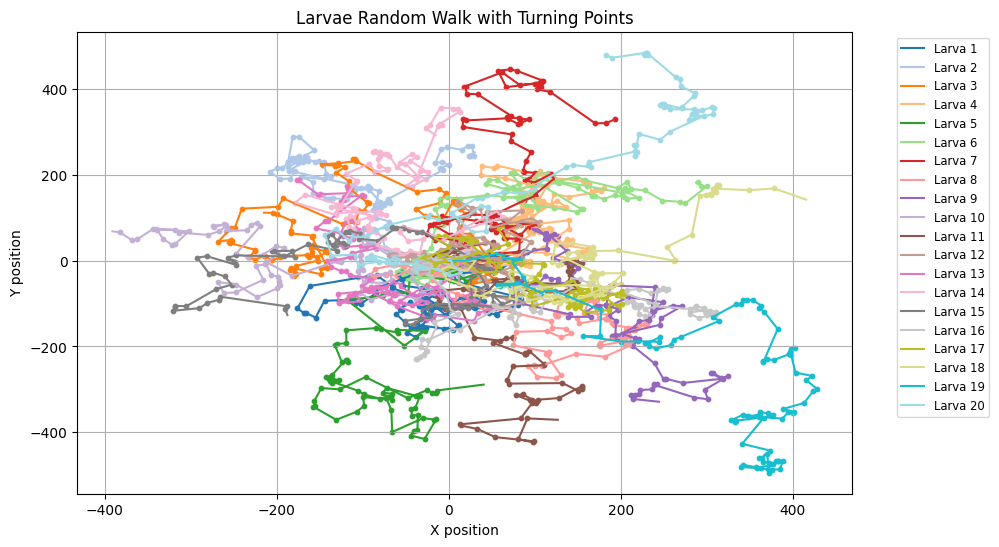 Larvae Random Walk with Turning Points
Y position
400
200
0
−200
−400
−400
−200
0
200
400
X position
Larva 1
Larva 2
Larva 3
Larva 4
Larva 5
Larva 6
Larva 7
Larva 8
Larva 9
Larva 10
Larva 11
Larva 12
Larva 13
Larva 14
Larva 15
Larva 16
Larva 17
Larva 18
Larva 19
Larva 20